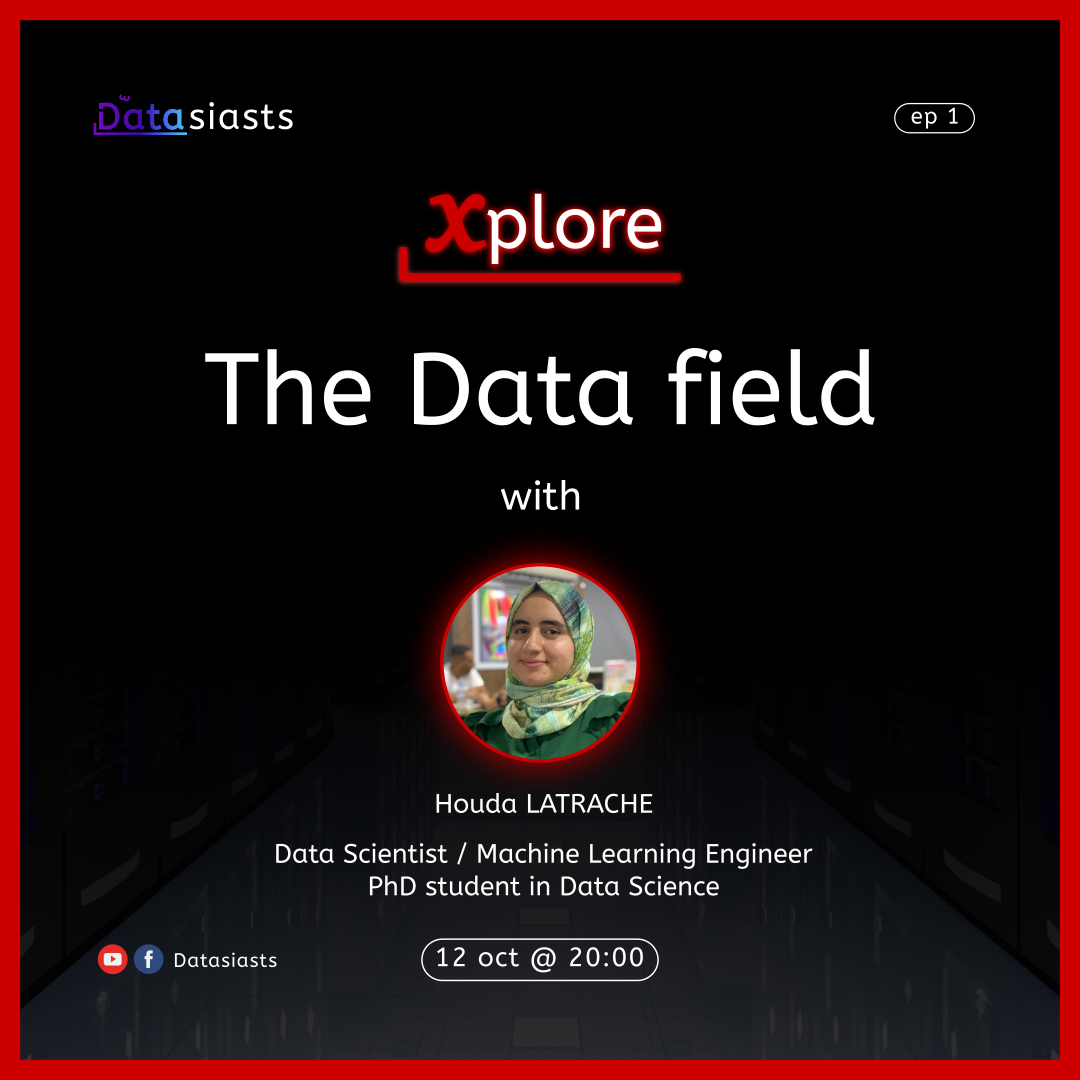 Datasiasts
ep 1
xplore
The Data field
with
Houda LATRACHE
Data Scientist / Machine Learning Engineer
PhD student in Data Science
Datasiasts
12 oct @ 20:00